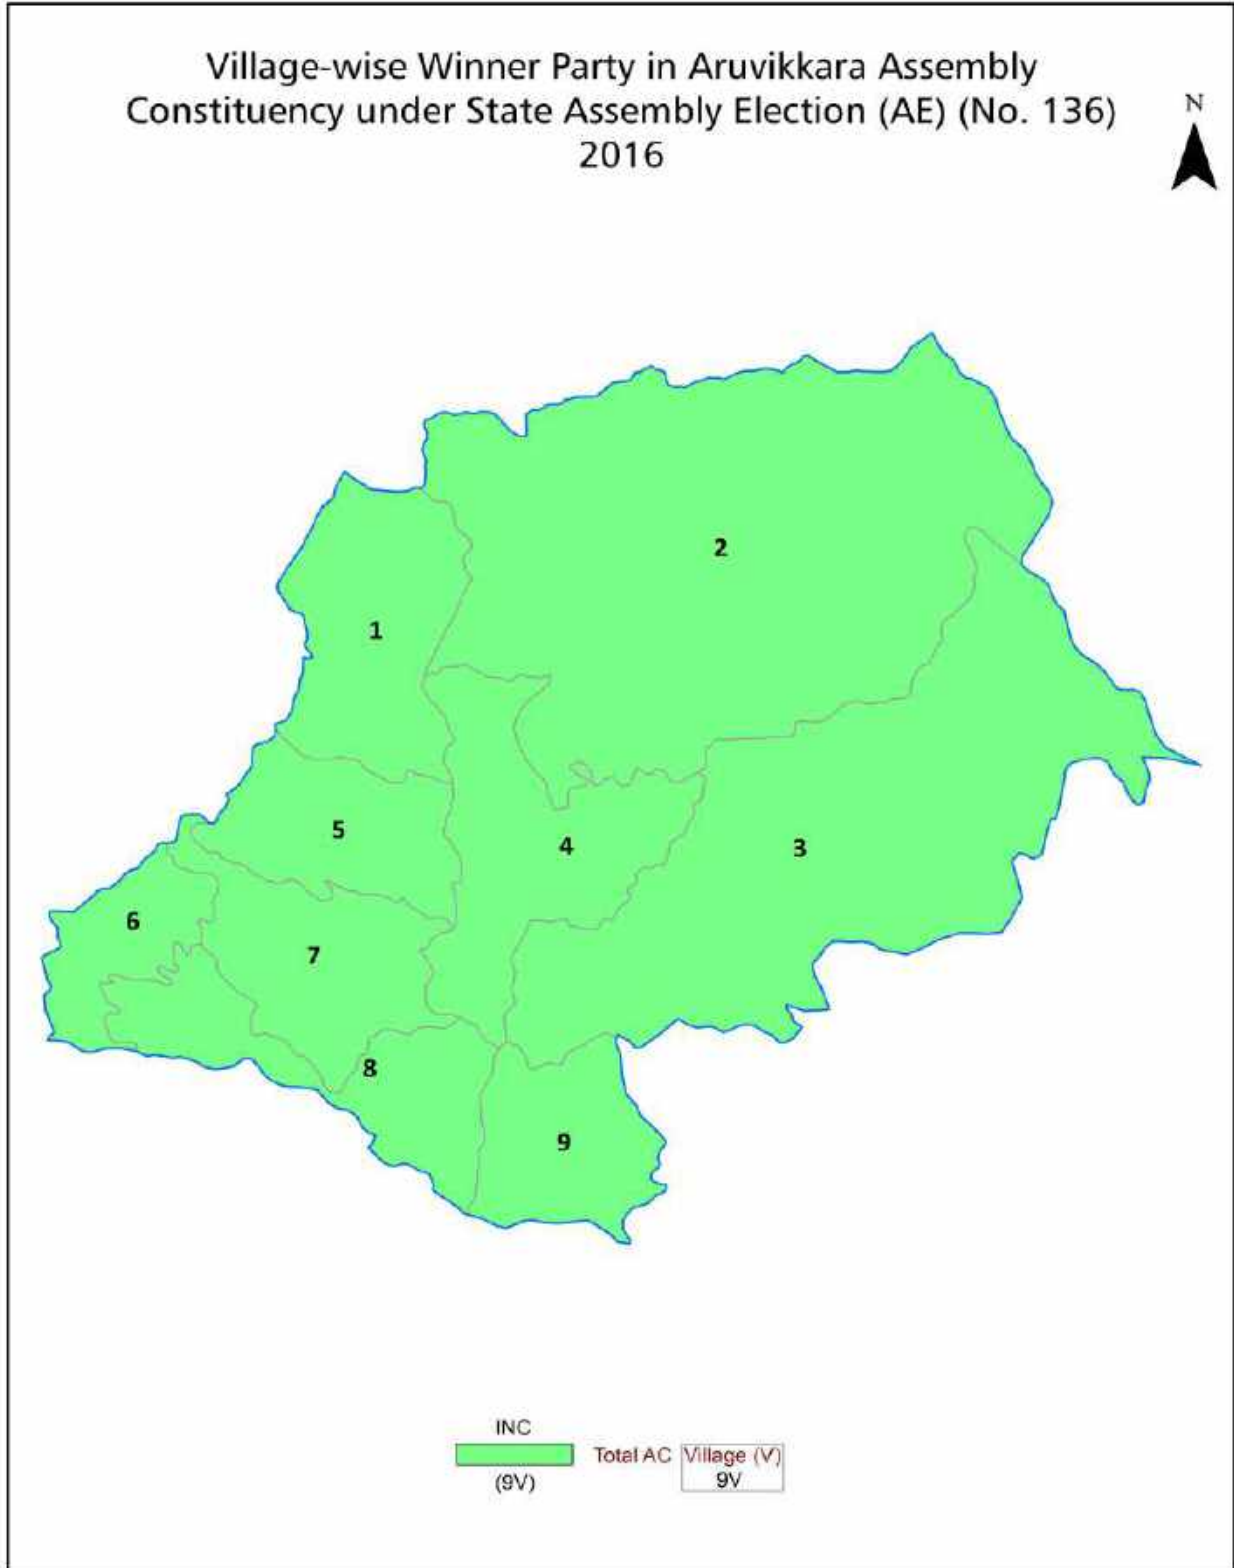 Village-wise Winner Party in Aruvikkara Assembly
Constituency under State Assembly Election (AE) (No. 136)
2016
N
2
1
5
4
3
6
7
8
9
INC
Total AC Village (V)
(9V) 9V